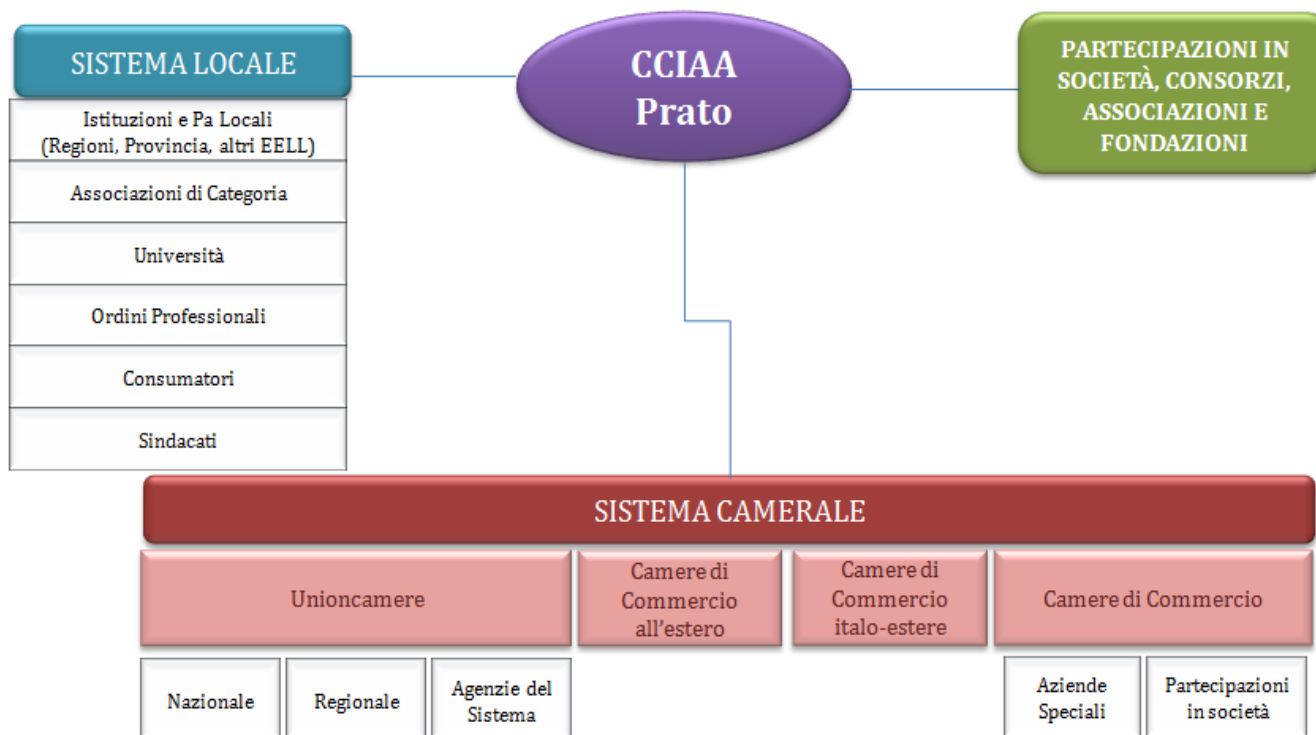 SISTEMA LOCALE
Istituzioni e Pa Locali
(Regioni, Provincia, altri EELL)
Associazioni di Categoria
Università
Ordini Professionali
Consumatori
Sindacati
CCIAA
Prato
PARTECIPAZIONI IN
SOCIETÀ, CONSORZI,
ASSOCIAZIONI E
FONDAZIONI
SISTEMA CAMERALE
Unioncamere
Camere di
Commercio
all'estero
Camere di
Commercio
italo-estere
Camere di Commercio
Nazionale
Regionale
Agenzie del
Sistema
Aziende
Speciali
Partecipazioni
in società